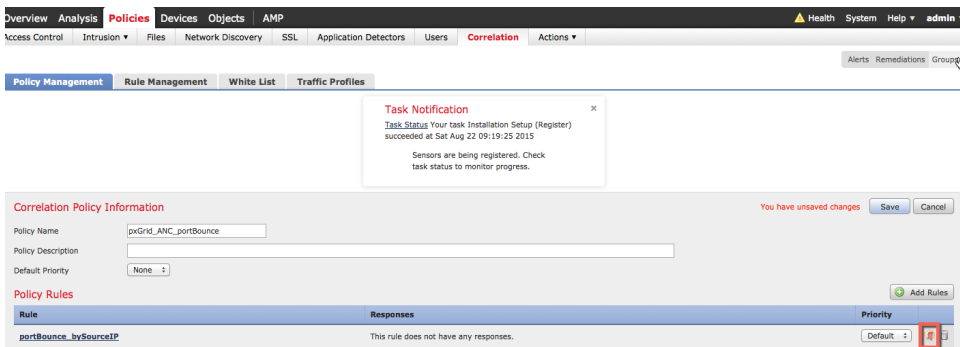 Overview Analysis Policies Devices Objects AMP Health System Help ▾ admin
Access Control Intrusion ▾ Files Network Discovery SSL Application Detectors Users Correlation Actions ▾
Alerts Remediations Groups
Policy Management Rule Management White List Traffic Profiles
Task Notification ×
Task Status Your task Installation Setup (Register)
succeeded at Sat Aug 22 09:19:25 2015
Sensors are being registered. Check
task status to monitor progress.
Correlation Policy Information You have unsaved changes Save Cancel
Policy Name pxGrid_ANC_portBounce
Policy Description
Default Priority None
Policy Rules Add Rules
Rule Responses Priority
portBounce_bySourceIP This rule does not have any responses. Default